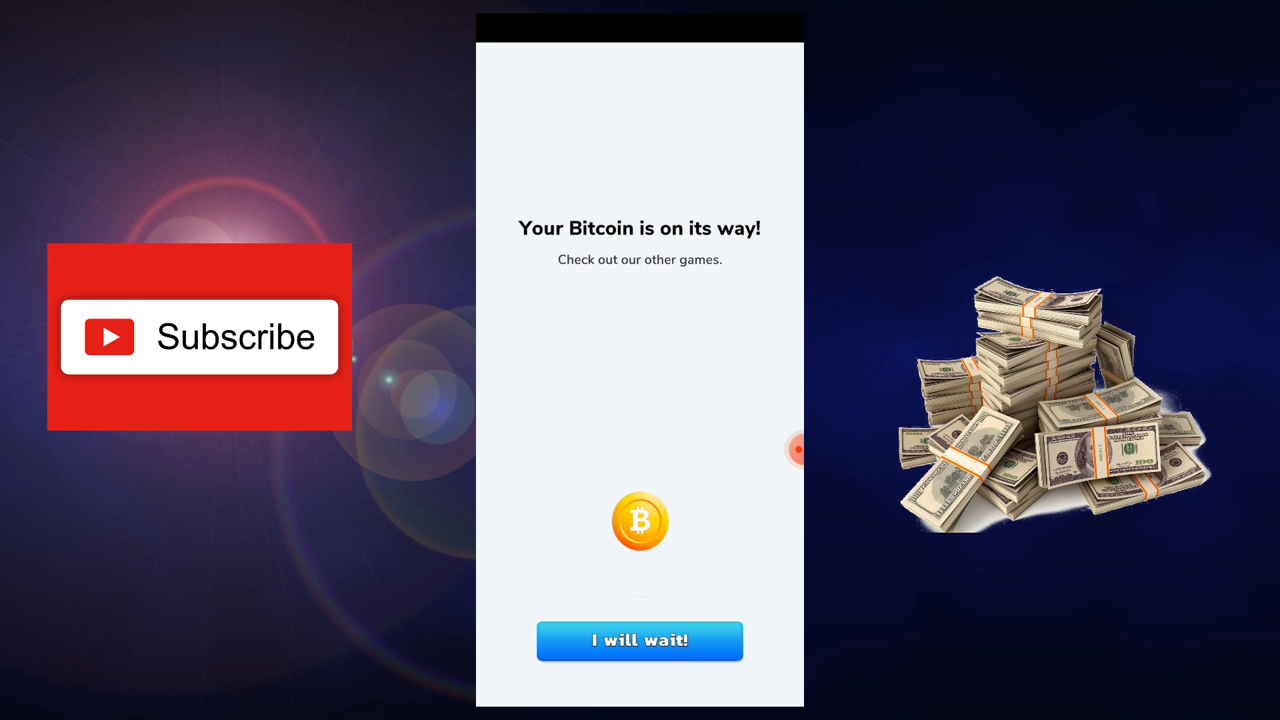 Your Bitcoin is on its way!
Check out our other games.
Subscribe
B
I will wait!